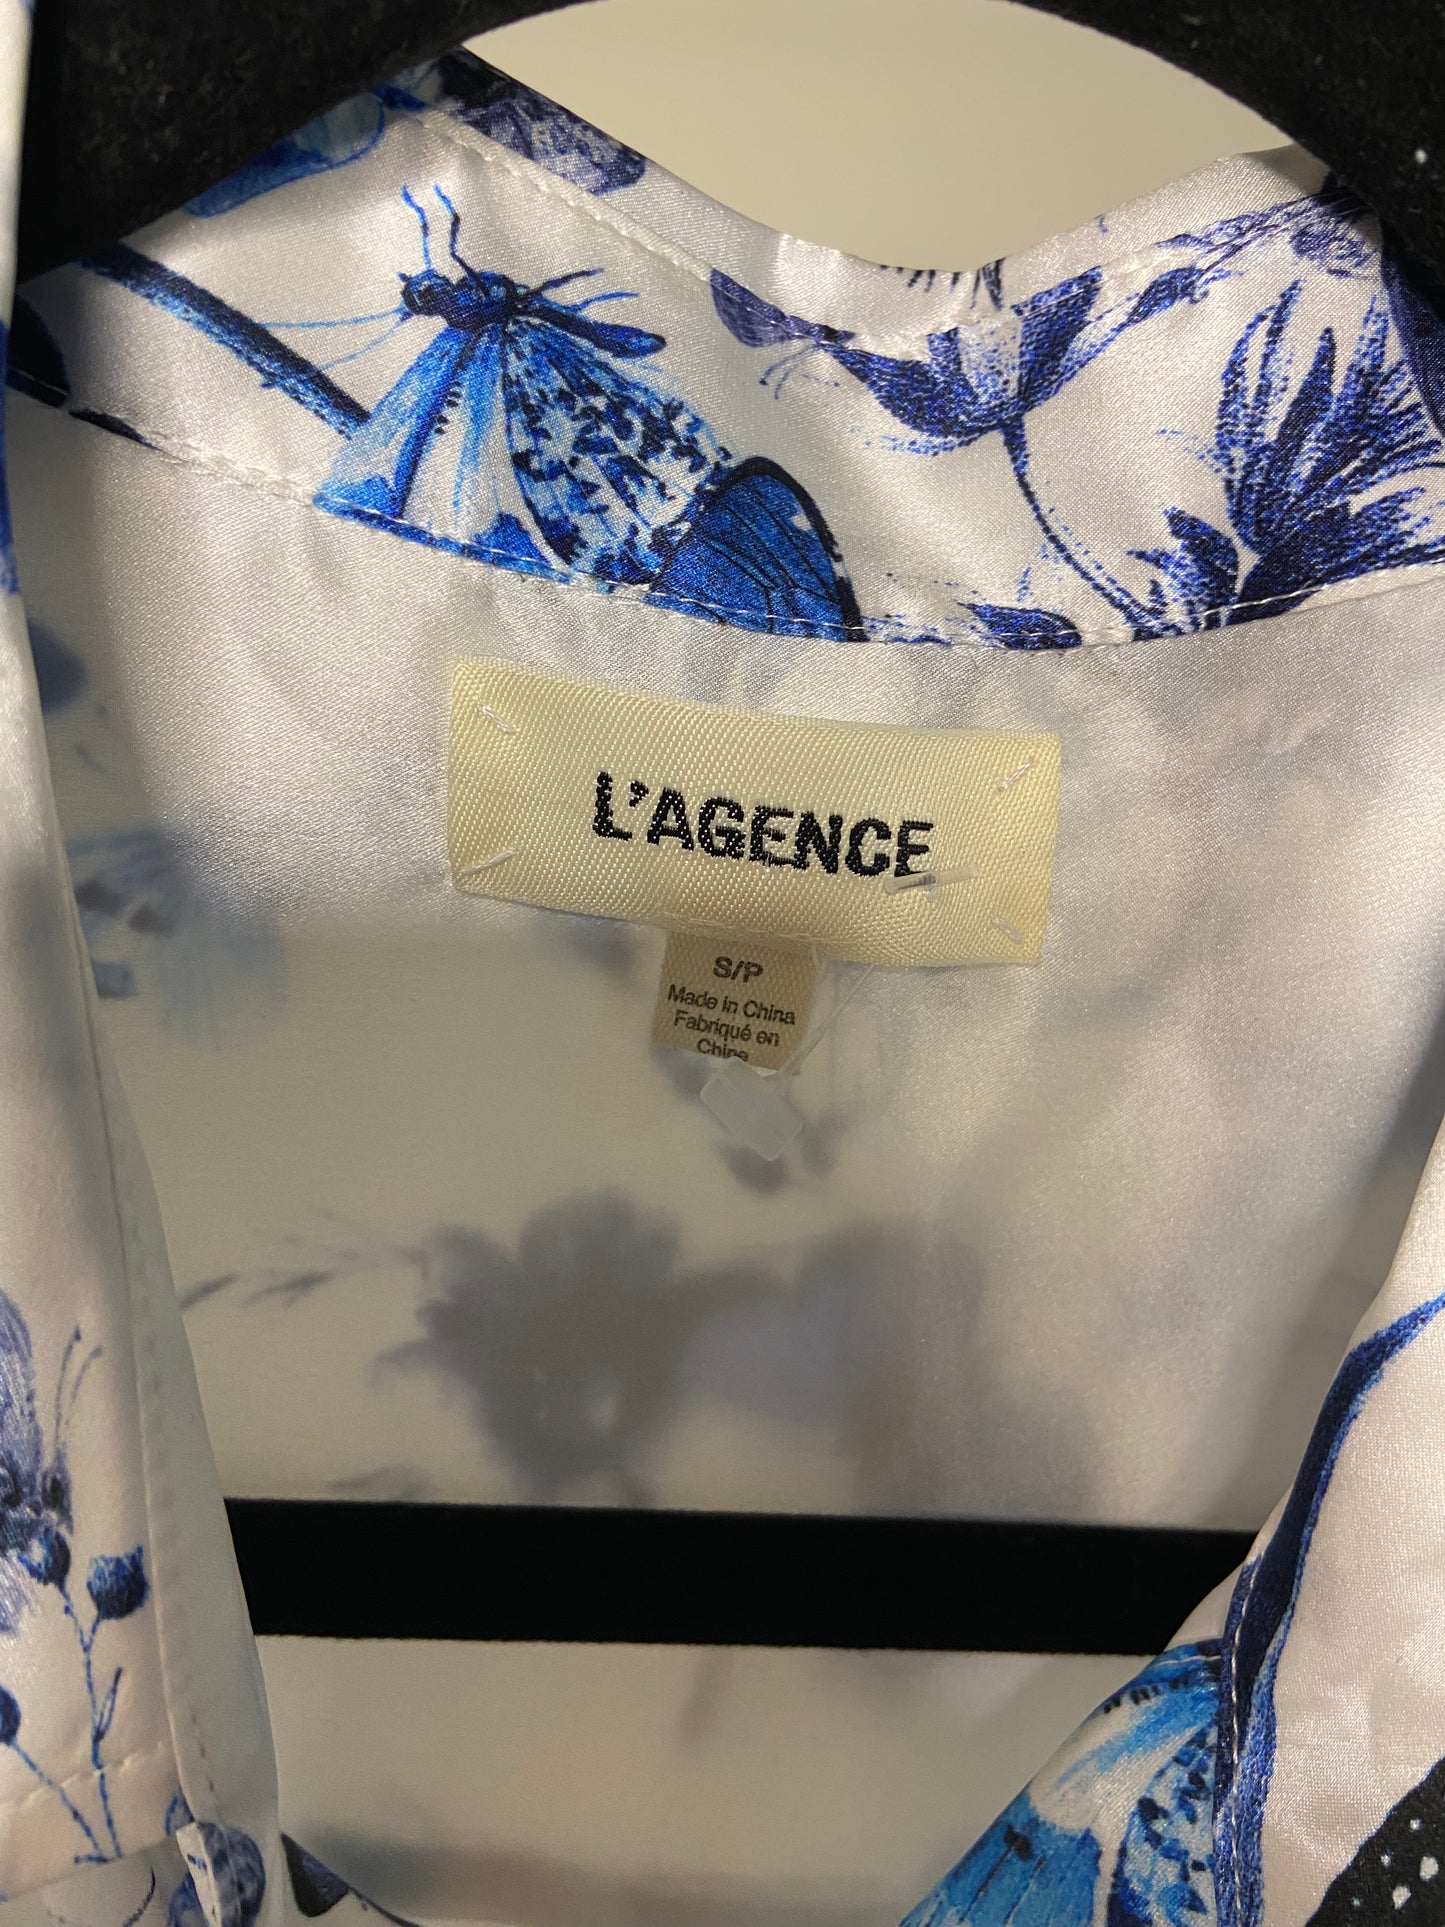 L'AGENCE
S/P
Made in China
Fabriqué en
Chine